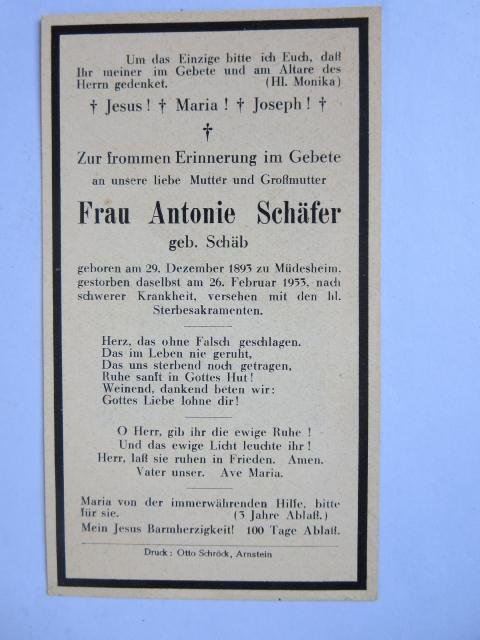 Um das Einzige bitte ich Euch, daß
Ihr meiner im Gebete und am Altare des
Herrn gedenket. (Hl. Monika)
† Jesus! † Maria! † Joseph! †
†
Zur frommen Erinnerung im Gebete
an unsere liebe Mutter und Großmutter
Frau Antonie Schäfer
geb. Schäb
geboren am 29. Dezember 1893 zu Müdesheim,
gestorben daselbst am 26. Februar 1953, nach
schwerer Krankheit, versehen mit den hl.
Sterbesakramenten.
Herz, das ohne Falsch geschlagen.
Das im Leben nie geruht,
Das uns sterbend noch getragen,
Ruhe sanft in Gottes Hut!
Weinend, dankend beten wir:
Gottes Liebe lohne dir!
O Herr, gib ihr die ewige Ruhe!
Und das ewige Licht leuchte ihr!
Herr, laß sie ruhen in Frieden. Amen.
Vater unser. Ave Maria.
Maria von der immerwährenden Hilfe, bitte
für sie. (3 Jahre Ablaß.)
Mein Jesus Barmherzigkeit! 100 Tage Ablaß.
Druck: Otto Schröck, Arnstein